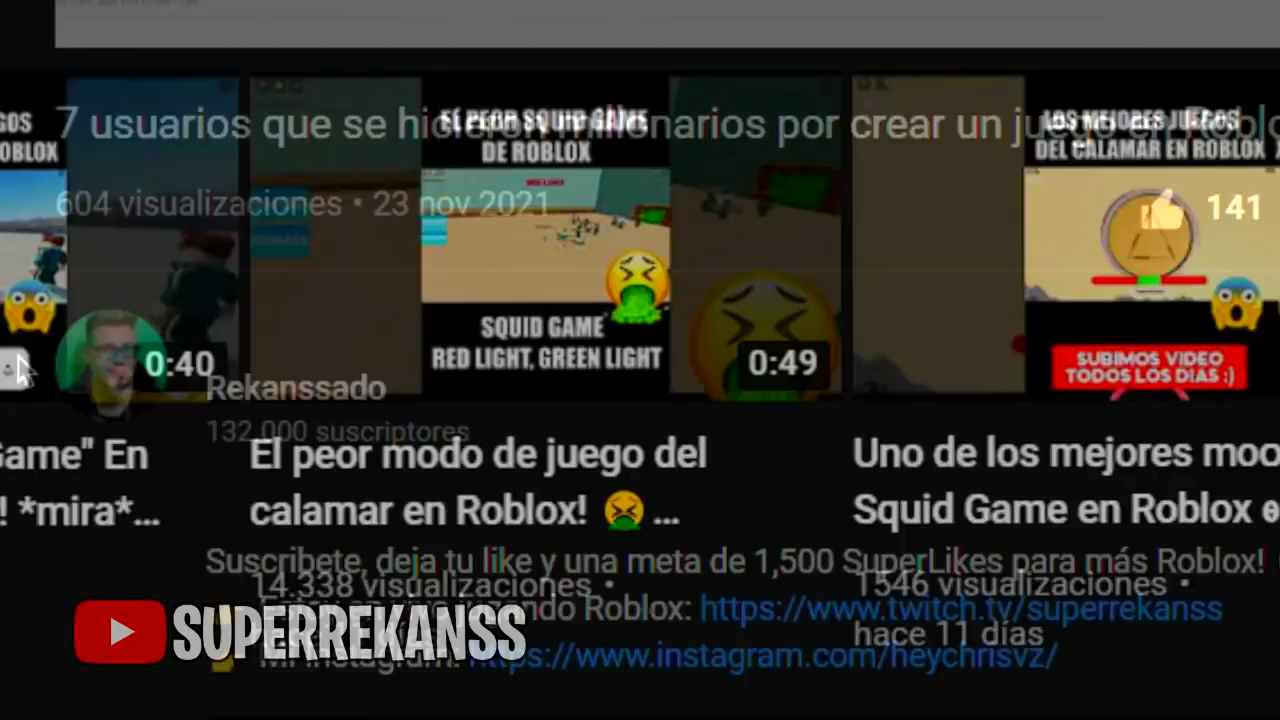 7 usuarios que se hicieron millonarios por crear un juego
GOS
OBLOX
EL PEOR SQUID GAME
DE ROBLOX
LOS MEJORES JUEGOS
DEL CALAMAR EN ROBLOX
604 visualizaciones • 23 nov 2021
141
SQUID GAME
RED LIGHT, GREEN LIGHT
SUBIMOS VIDEO
TODOS LOS DIAS :)
0:40
0:49
Rekanssado
132,000 suscriptores
Game" En
! *mira*...
El peor modo de juego del
calamar en Roblox! 🤮 ...
Uno de los mejores
Squid Game en Roblox
Suscribete, deja tu like y una meta de 1,500 SuperLikes para más Roblox!
14.338 visualizaciones •
1546 visualizaciones •
hace 11 días
Roblox: https://www.twitch.tv/superrekanss
Mi Instagram: https://www.instagram.com/heychrisvz/
SUPERREKANSS